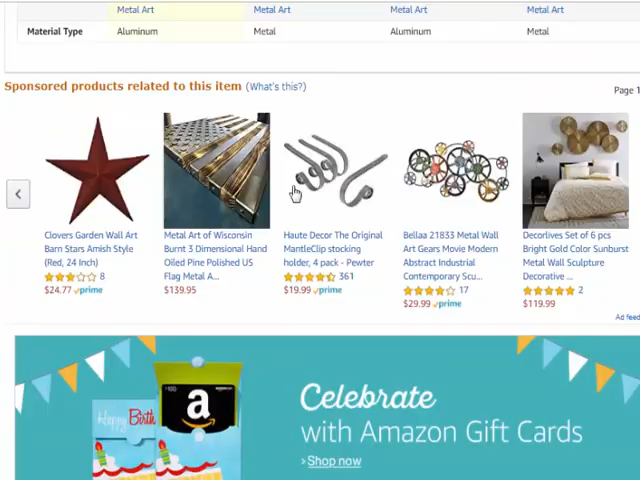 Metal Art Metal Art Metal Art Metal Art
Material Type Aluminum Metal Aluminum Metal
Sponsored products related to this item (What's this?)
Page 1
Clovers Garden Wall Art
Barn Stars Amish Style
(Red, 24 Inch)
8
$24.77 prime
Metal Art of Wisconsin
Burnt 3 Dimensional Hand
Oiled Pine Polished US
Flag Metal A...
$139.95
Haute Decor The Original
MantleClip stocking
holder, 4 pack - Pewter
361
$19.99 prime
Bellaa 21833 Metal Wall
Art Gears Movie Modern
Abstract Industrial
Contemporary Scu...
17
$29.99 prime
Decorlives Set of 6 pcs
Bright Gold Color Sunburst
Metal Wall Sculpture
Decorative ...
2
$119.99
Ad feed
Happy Birth
$100
a
Celebrate
with Amazon Gift Cards
› Shop now